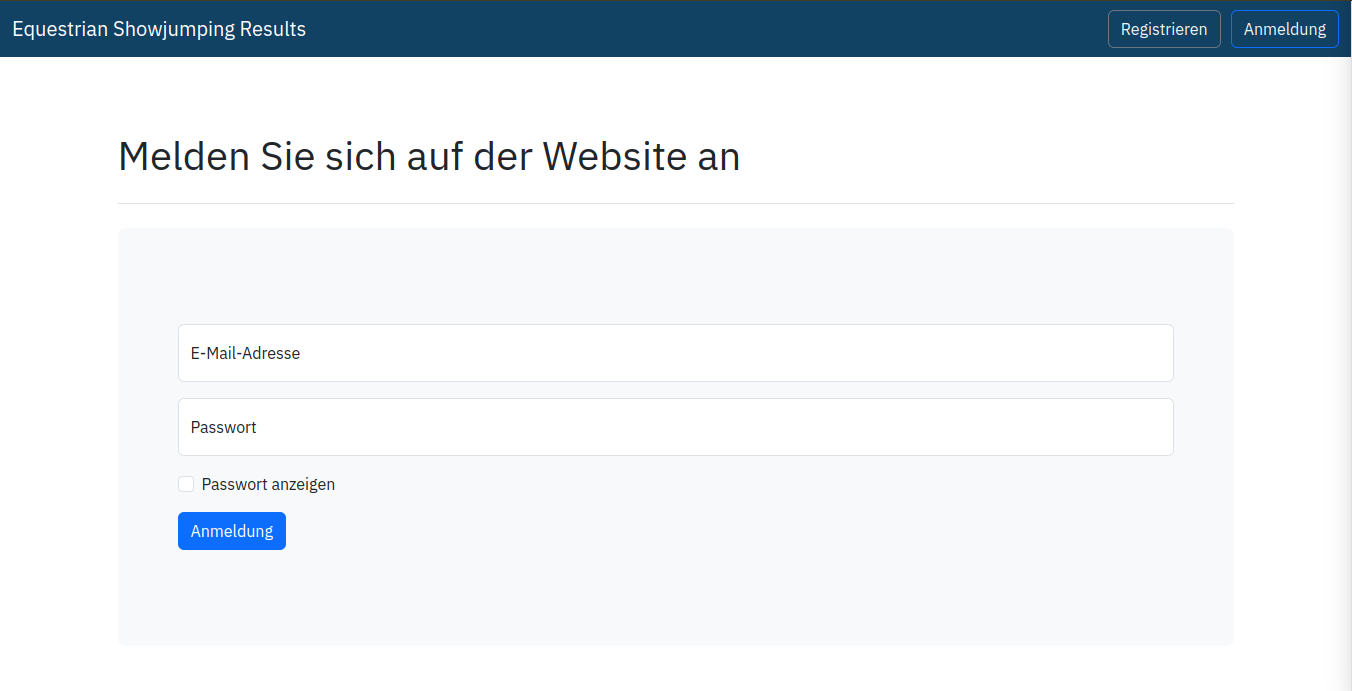 Equestrian Showjumping Results
Registrieren
Anmeldung
Melden Sie sich auf der Website an
E-Mail-Adresse
Passwort
Passwort anzeigen
Anmeldung